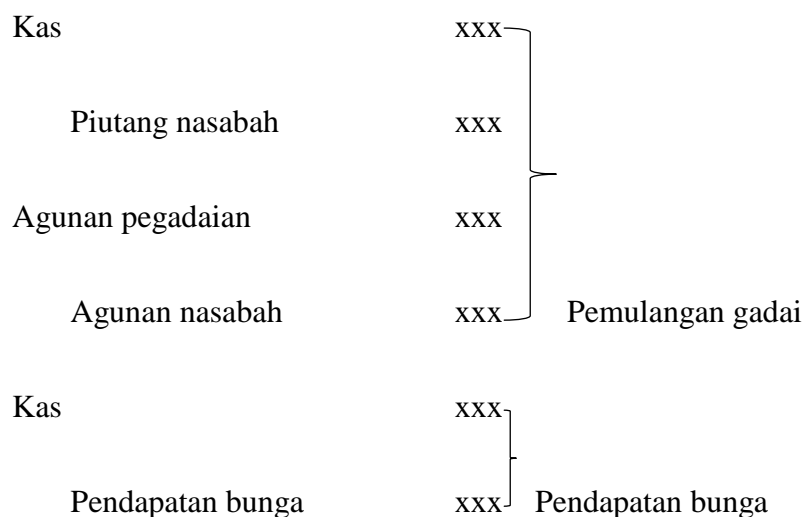 Kas xxx
Piutang nasabah xxx
Agunan pegadaian xxx
Agunan nasabah xxx Pemulangan gadai
Kas xxx
Pendapatan bunga xxx Pendapatan bunga